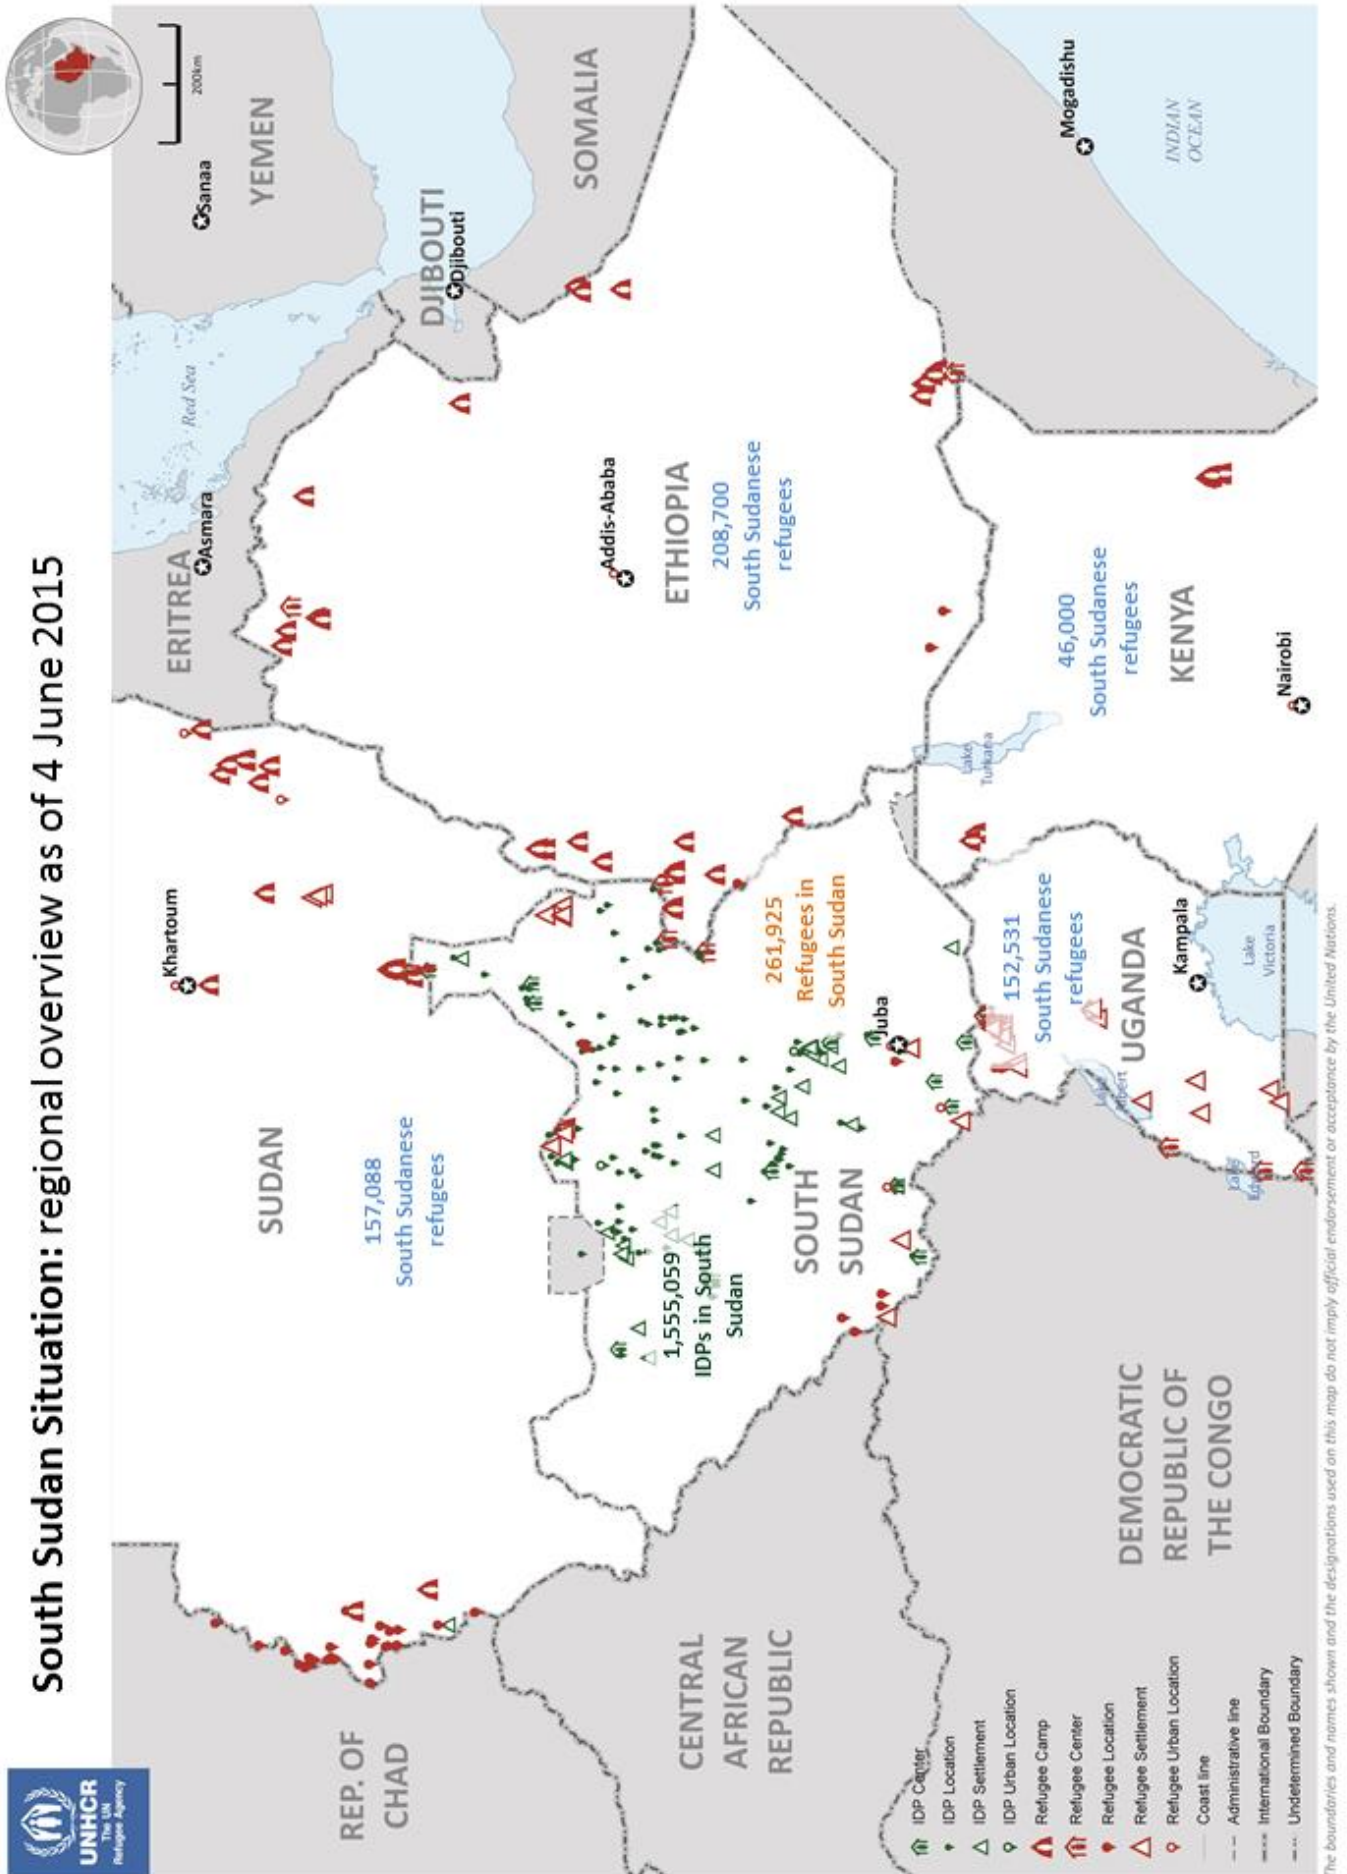 South Sudan Situation: regional overview as of 4 June 2015
UNHCR
The UN
Refugee Agency
200km
Khartoum
ERITREA
Asmara
Red Sea
Sanaa
YEMEN
SUDAN
157,088
South Sudanese
refugees
REP. OF
CHAD
DJIBOUTI
Djibouti
SOMALIA
Addis-Ababa
ETHIOPIA
208,700
South Sudanese
refugees
1,555,059
IDPs in South
Sudan
261,925
Refugees in
South Sudan
SOUTH
SUDAN
Juba
CENTRAL
AFRICAN
REPUBLIC
Lake
Turkana
46,000
South Sudanese
refugees
KENYA
Nairobi
152,531
South Sudanese
refugees
UGANDA
Kampala
Lake
Victoria
Lake
Albert
Lake
Edward
DEMOCRATIC
REPUBLIC OF
THE CONGO
Mogadishu
INDIAN
OCEAN
IDP Center
IDP Location
IDP Settlement
IDP Urban Location
Refugee Camp
Refugee Center
Refugee Location
Refugee Settlement
Refugee Urban Location
Coast line
Administrative line
International Boundary
Undetermined Boundary
The boundaries and names shown and the designations used on this map do not imply official endorsement or acceptance by the United Nations.